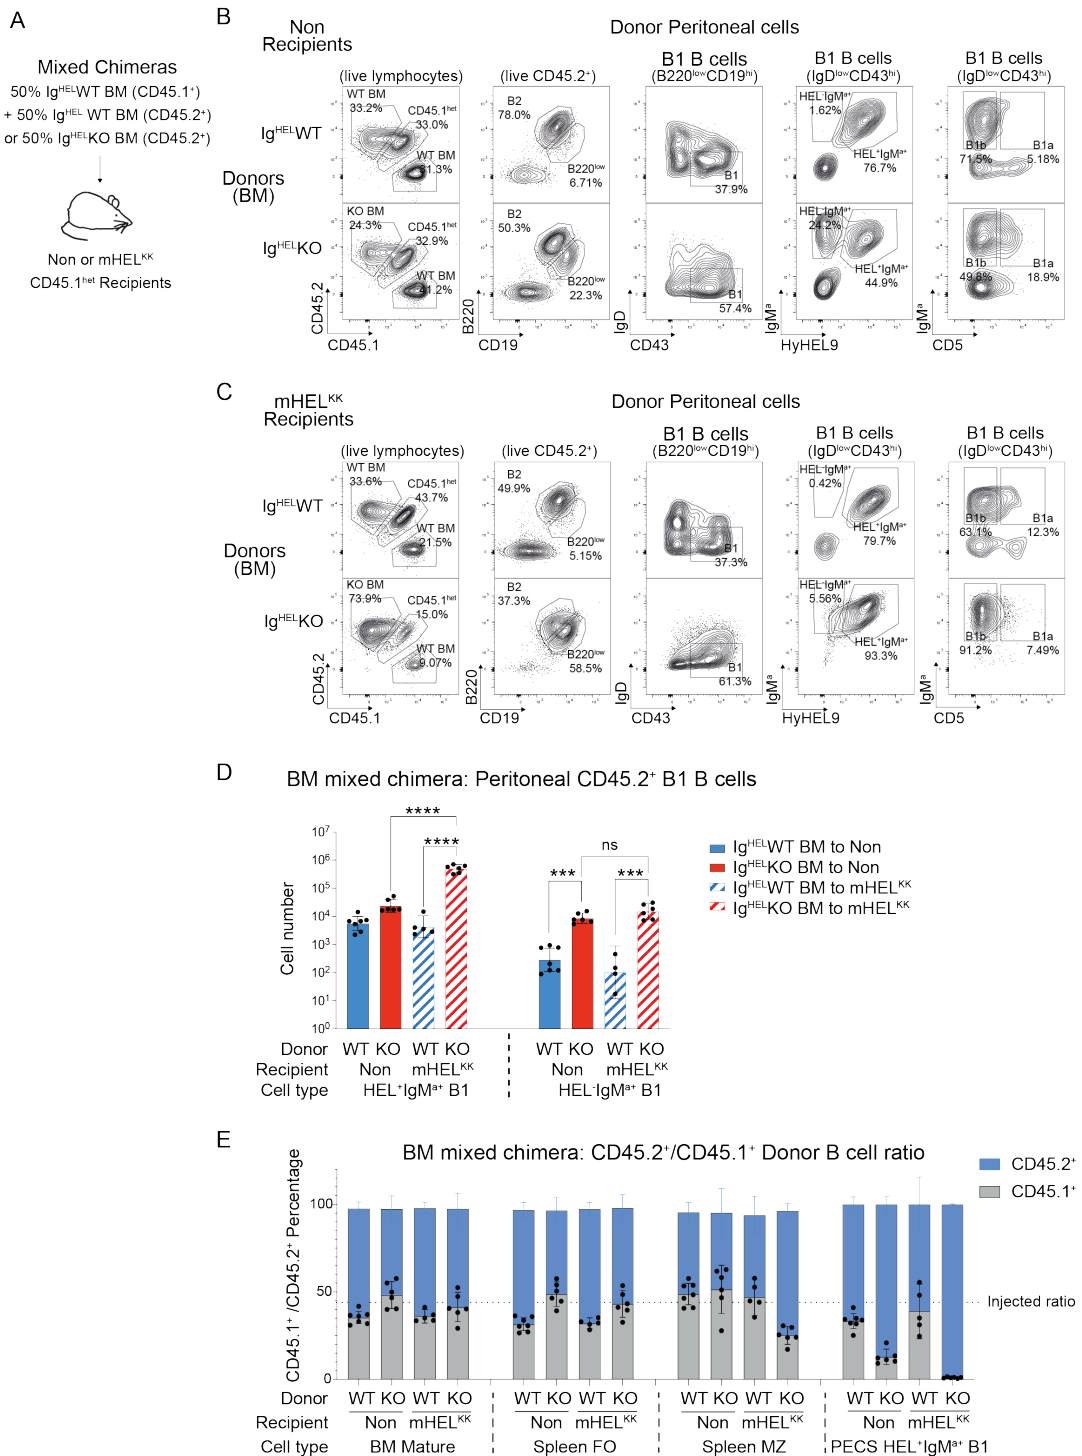 A
Mixed Chimeras
50% IgᴴᴱᴸWT BM (CD45.1⁺)
+ 50% Igᴴᴱᴸ WT BM (CD45.2⁺)
or 50% IgᴴᴱᴸKO BM (CD45.2⁺)
Non or mHELᴷᴷ
CD45.1ʰᵉᵗ Recipients
B
Non
Recipients
Donor Peritoneal cells
(live lymphocytes)
(live CD45.2⁺)
B1 B cells
(B220ˡᵒʷCD19ʰⁱ)
B1 B cells
(IgDˡᵒʷCD43ʰⁱ)
B1 B cells
(IgDˡᵒʷCD43ʰⁱ)
IgᴴᴱᴸWT
Donors
(BM)
IgᴴᴱᴸKO
WT BM
33.2%
CD45.1ʰᵉᵗ
33.0%
WT BM
31.3%
B2
78.0%
B220ˡᵒʷ
6.71%
B1
37.9%
HEL⁻IgMᵃ⁺
1.62%
HEL⁺IgMᵃ⁺
76.7%
B1b
71.5%
B1a
5.18%
KO BM
24.3%
CD45.1ʰᵉᵗ
32.9%
WT BM
41.2%
B2
50.3%
B220ˡᵒʷ
22.3%
B1
57.4%
HEL⁻IgMᵃ⁺
24.2%
HEL⁺IgMᵃ⁺
44.9%
B1b
49.8%
B1a
18.9%
CD45.2
CD45.1
B220
CD19
IgD
CD43
IgMᵃ
HyHEL9
IgMᵃ
CD5
C
mHELᴷᴷ
Recipients
Donor Peritoneal cells
(live lymphocytes)
(live CD45.2⁺)
B1 B cells
(B220ˡᵒʷCD19ʰⁱ)
B1 B cells
(IgDˡᵒʷCD43ʰⁱ)
B1 B cells
(IgDˡᵒʷCD43ʰⁱ)
IgᴴᴱᴸWT
Donors
(BM)
IgᴴᴱᴸKO
WT BM
33.6%
CD45.1ʰᵉᵗ
43.7%
WT BM
21.5%
B2
49.9%
B220ˡᵒʷ
5.15%
B1
37.3%
HEL⁻IgMᵃ⁺
0.42%
HEL⁺IgMᵃ⁺
79.7%
B1b
63.1%
B1a
12.3%
KO BM
73.9%
CD45.1ʰᵉᵗ
15.0%
WT BM
9.07%
B2
37.3%
B220ˡᵒʷ
58.5%
B1
61.3%
HEL⁻IgMᵃ⁺
5.56%
HEL⁺IgMᵃ⁺
93.3%
B1b
91.2%
B1a
7.49%
CD45.2
CD45.1
B220
CD19
IgD
CD43
IgMᵃ
HyHEL9
IgMᵃ
CD5
D
BM mixed chimera: Peritoneal CD45.2⁺ B1 B cells
Cell number
10⁷
10⁶
10⁵
10⁴
10³
10²
10¹
10⁰
****
****
ns
***
***
IgᴴᴱᴸWT BM to Non
IgᴴᴱᴸKO BM to Non
IgᴴᴱᴸWT BM to mHELᴷᴷ
IgᴴᴱᴸKO BM to mHELᴷᴷ
Donor WT KO WT KO WT KO WT KO
Recipient Non mHELᴷᴷ Non mHELᴷᴷ
Cell type HEL⁺IgMᵃ⁺ B1 HEL⁻IgMᵃ⁺ B1
E
BM mixed chimera: CD45.2⁺/CD45.1⁺ Donor B cell ratio
CD45.1⁺ /CD45.2⁺ Percentage
100
50
0
CD45.2⁺
CD45.1⁺
Injected ratio
Donor WT KO WT KO WT KO WT KO WT KO WT KO WT KO WT KO
Recipient Non mHELᴷᴷ Non mHELᴷᴷ Non mHELᴷᴷ Non mHELᴷᴷ
Cell type BM Mature Spleen FO Spleen MZ PECS HEL⁺IgMᵃ⁺ B1